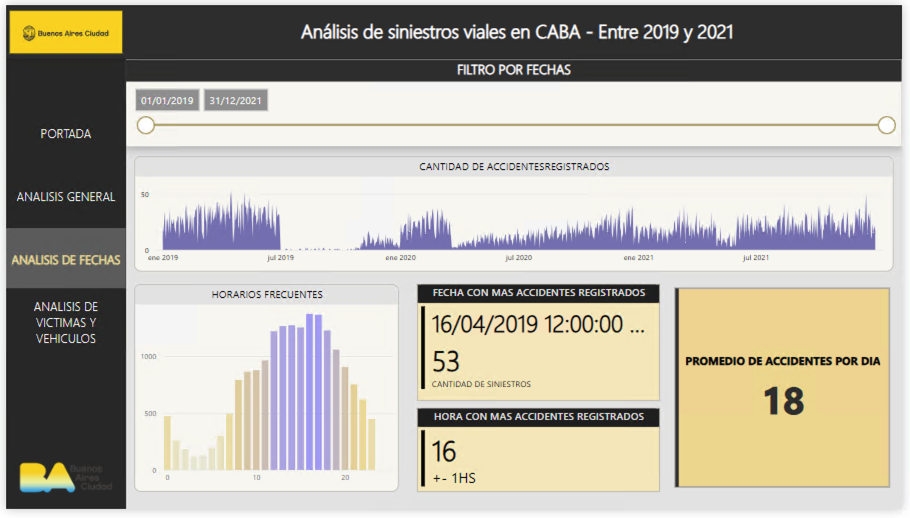 Buenos Aires Ciudad
Análisis de siniestros viales en CABA - Entre 2019 y 2021
FILTRO POR FECHAS
01/01/2019 31/12/2021
PORTADA
ANALISIS GENERAL
ANALISIS DE FECHAS
ANALISIS DE
VICTIMAS Y
VEHICULOS
BA Buenos
Aires
Ciudad
CANTIDAD DE ACCIDENTESREGISTRADOS
50
0
ene 2019 jul 2019 ene 2020 jul 2020 ene 2021 jul 2021
HORARIOS FRECUENTES
1000
500
0
0 10 20
FECHA CON MAS ACCIDENTES REGISTRADOS
16/04/2019 12:00:00 ...
53
CANTIDAD DE SINIESTROS
HORA CON MAS ACCIDENTES REGISTRADOS
16
+- 1HS
PROMEDIO DE ACCIDENTES POR DIA
18